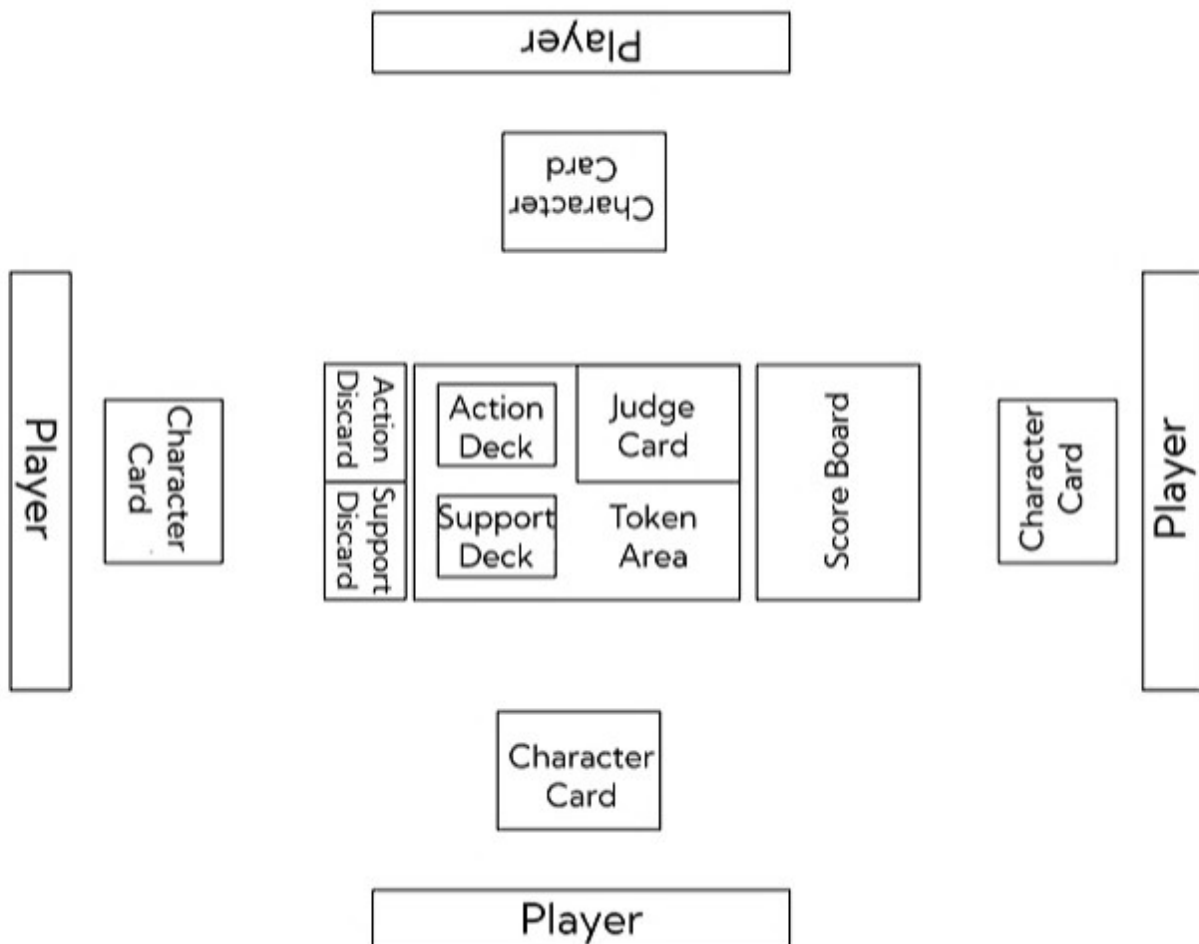 Player
Character
Card
Player
Character
Card
Action
Discard
Support
Discard
Action
Deck
Support
Deck
Judge
Card
Token
Area
Score Board
Character
Card
Player
Character
Card
Player